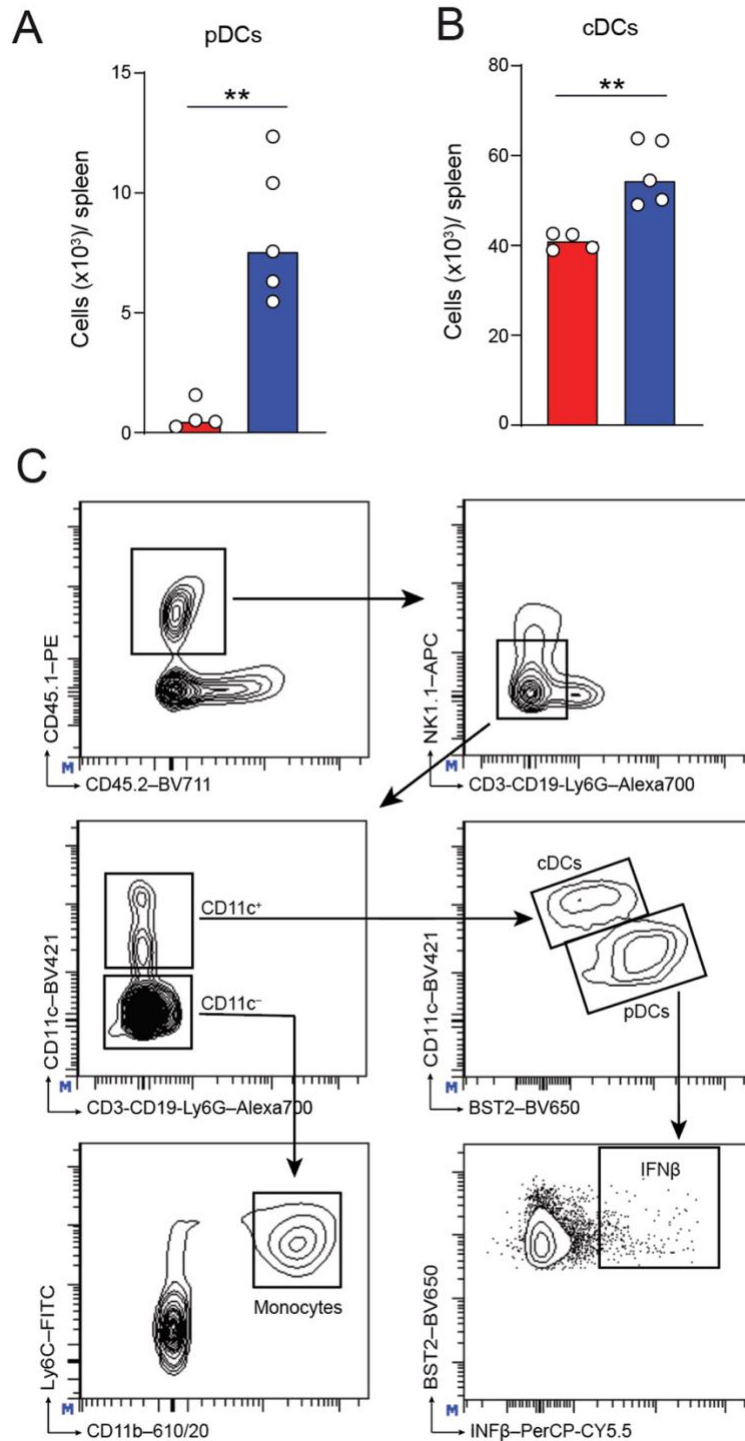 A
pDCs
**
15
10
5
0
Cells (x10³)/ spleen
B
cDCs
**
80
60
40
20
0
Cells (x10³)/ spleen
C
CD45.1–PE
M
CD45.2–BV711
NK1.1–APC
M
CD3-CD19-Ly6G–Alexa700
CD11c–BV421
CD11c⁺
CD11c⁻
M
CD3-CD19-Ly6G–Alexa700
CD11c–BV421
cDCs
pDCs
M
BST2–BV650
Ly6C–FITC
Monocytes
M
CD11b–610/20
BST2–BV650
IFNβ
M
INFβ–PerCP-CY5.5